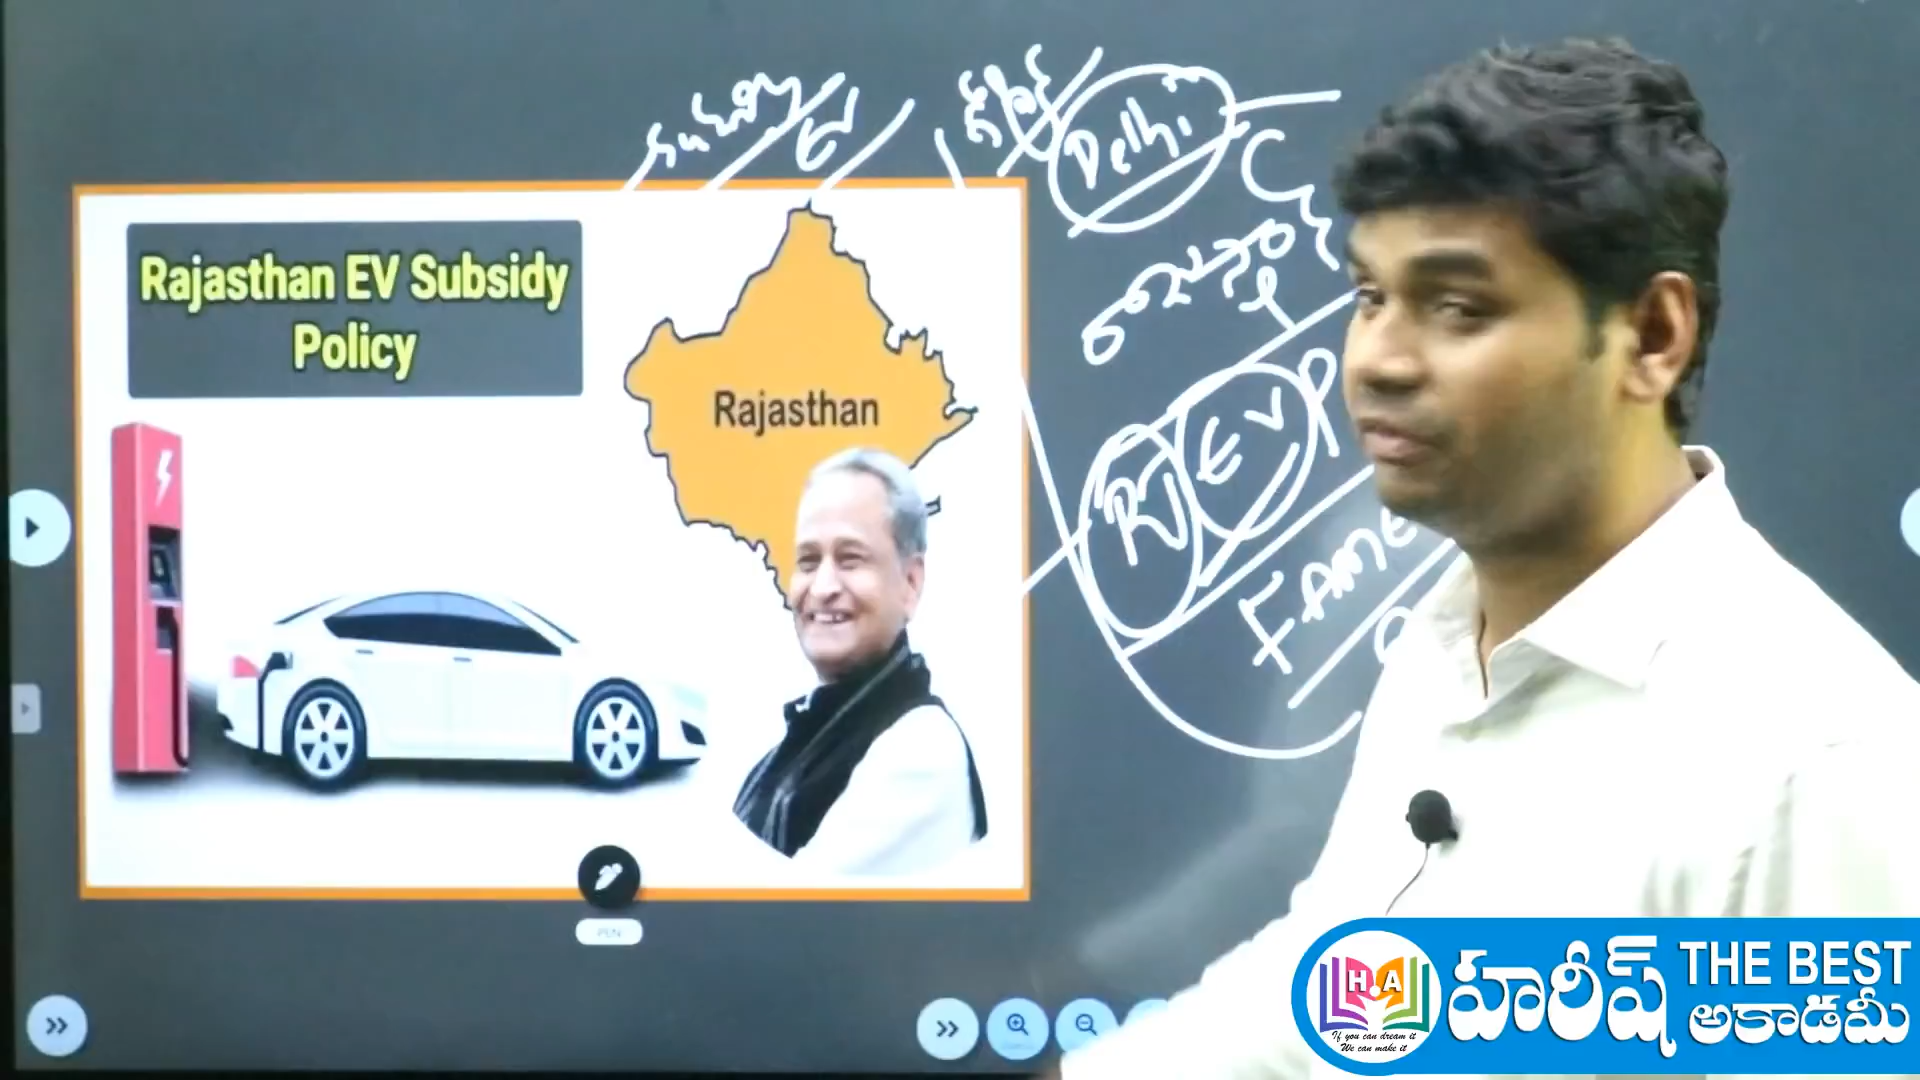 Delhi
Rajasthan EV Subsidy
Policy
Rajasthan
RJ EV P
FAME
PEN
H.A
If you can dream it
We can make it
హరీష్ THE BEST
అకాడమీ